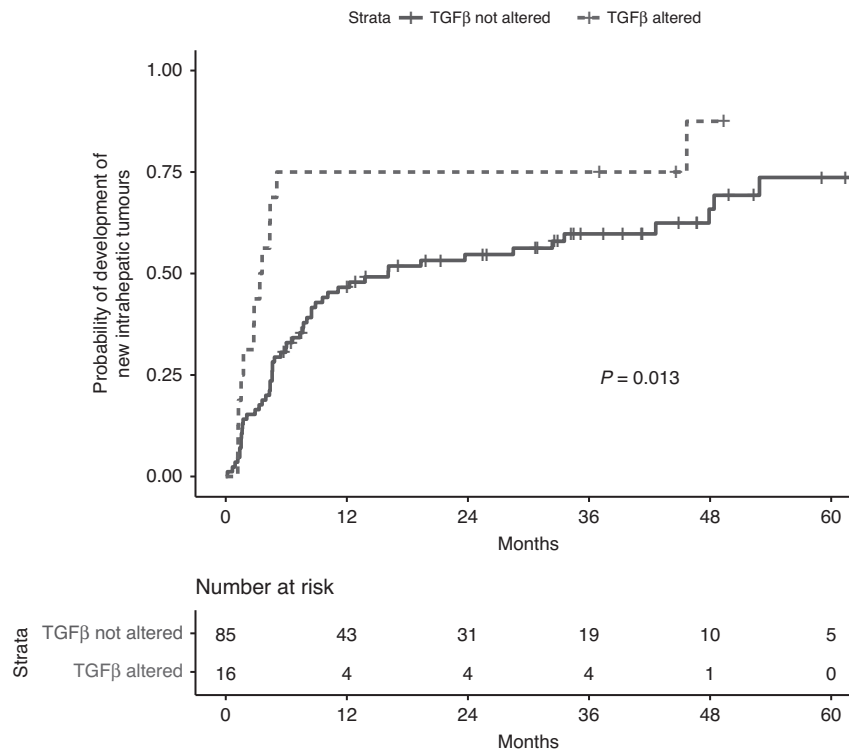 Strata TGFβ not altered TGFβ altered
1.00
0.75
0.50
0.25
0.00
Probability of development of
new intrahepatic tumours
P = 0.013
0 12 24 36 48 60
Months
Number at risk
Strata
TGFβ not altered 85 43 31 19 10 5
TGFβ altered 16 4 4 4 1 0
0 12 24 36 48 60
Months